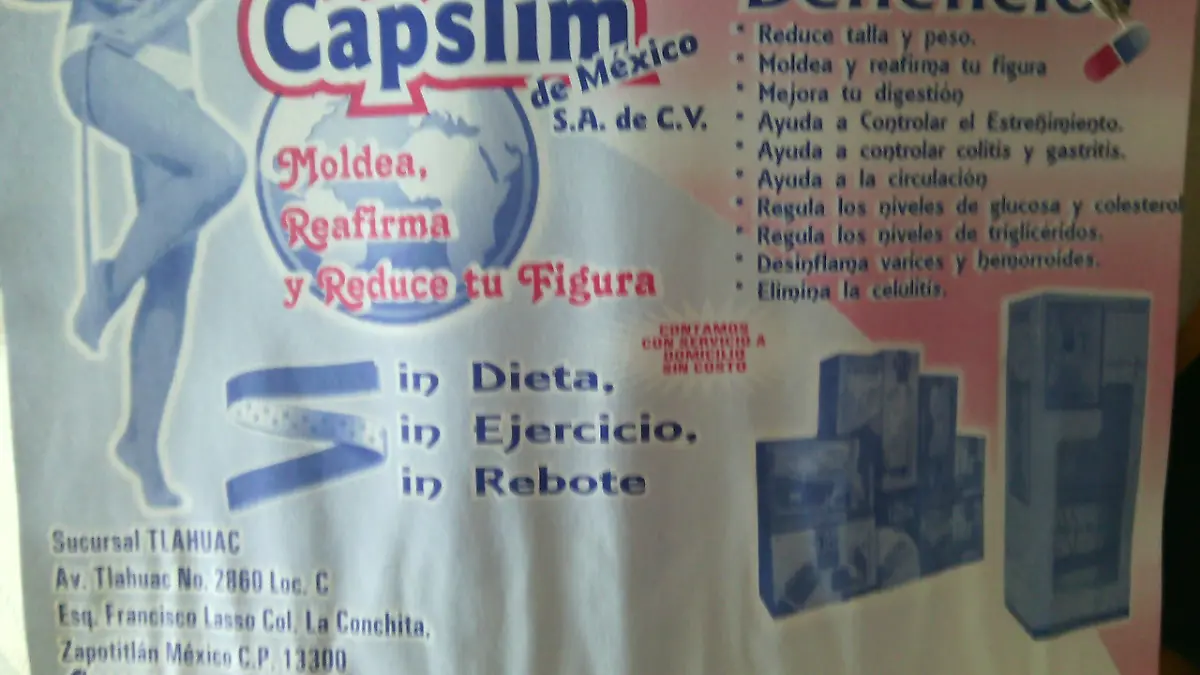 Capslim
de México
S.A. de C.V.
Moldea,
Reafirma
y Reduce tu Figura
Beneficio
* Reduce talla y peso.
* Moldea y reafirma tu figura
* Mejora tu digestión
* Ayuda a Controlar el Estreñimiento.
* Ayuda a controlar colitis y gastritis.
* Ayuda a la circulación
* Regula los niveles de glucosa y colesterol
* Regula los niveles de triglicéridos.
* Desinflama varices y hemorroides.
* Elimina la celulitis.
CONTAMOS
CON SERVICIO A
DOMICILIO
SIN COSTO
Sin Dieta,
Sin Ejercicio,
Sin Rebote
Sucursal TLAHUAC
Av. Tlahuac No. 2860 Loc. C
Esq. Francisco Lasso Col. La Conchita,
Zapotitlán México C.P. 13300